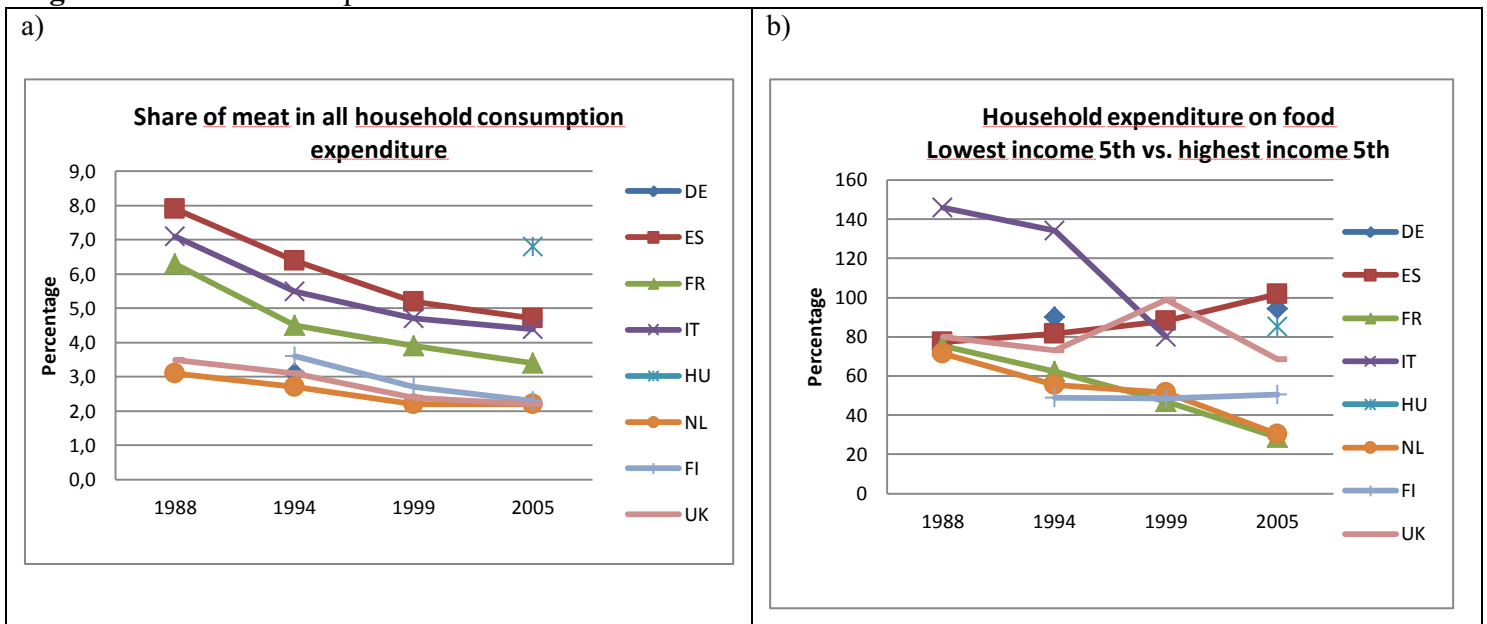 a)
Share of meat in all household consumption
expenditure
Percentage
9,0
8,0
7,0
6,0
5,0
4,0
3,0
2,0
1,0
0,0
1988 1994 1999 2005
DE
ES
FR
IT
HU
NL
FI
UK
b)
Household expenditure on food
Lowest income 5th vs. highest income 5th
Percentage
160
140
120
100
80
60
40
20
0
1988 1994 1999 2005
DE
ES
FR
IT
HU
NL
FI
UK